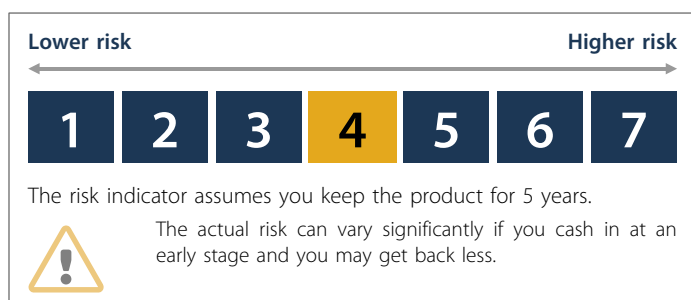 Lower risk Higher risk
1 2 3 4 5 6 7
The risk indicator assumes you keep the product for 5 years.
The actual risk can vary significantly if you cash in at an
early stage and you may get back less.
!